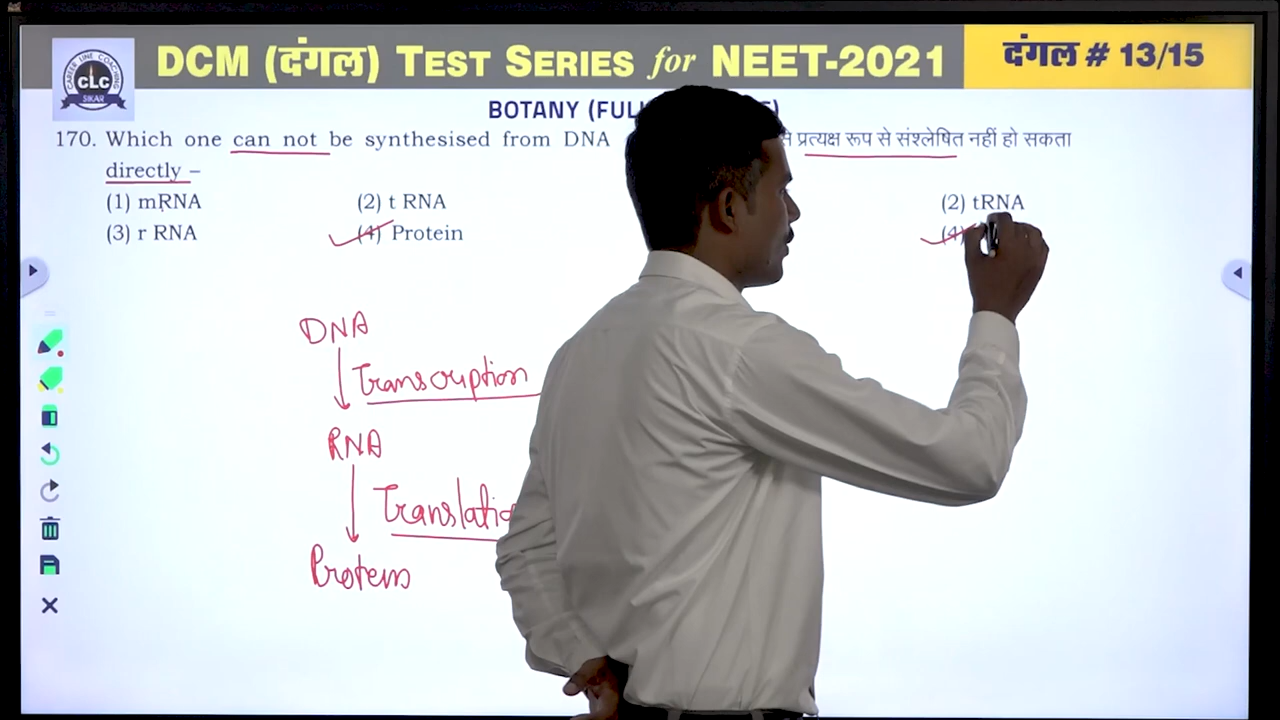 DCM (दंगल) TEST SERIES for NEET-2021
दंगल # 13/15
CAREER LINE COACHING
CLC
SIKAR
BOTANY (FULL
170. Which one can not be synthesised from DNA
directly –
(1) mRNA (2) t RNA
(3) r RNA (4) Protein
से प्रत्यक्ष रूप से संश्लेषित नहीं हो सकता
(2) tRNA
(4)
DNA
Transcription
RNA
Translatio
Proteins